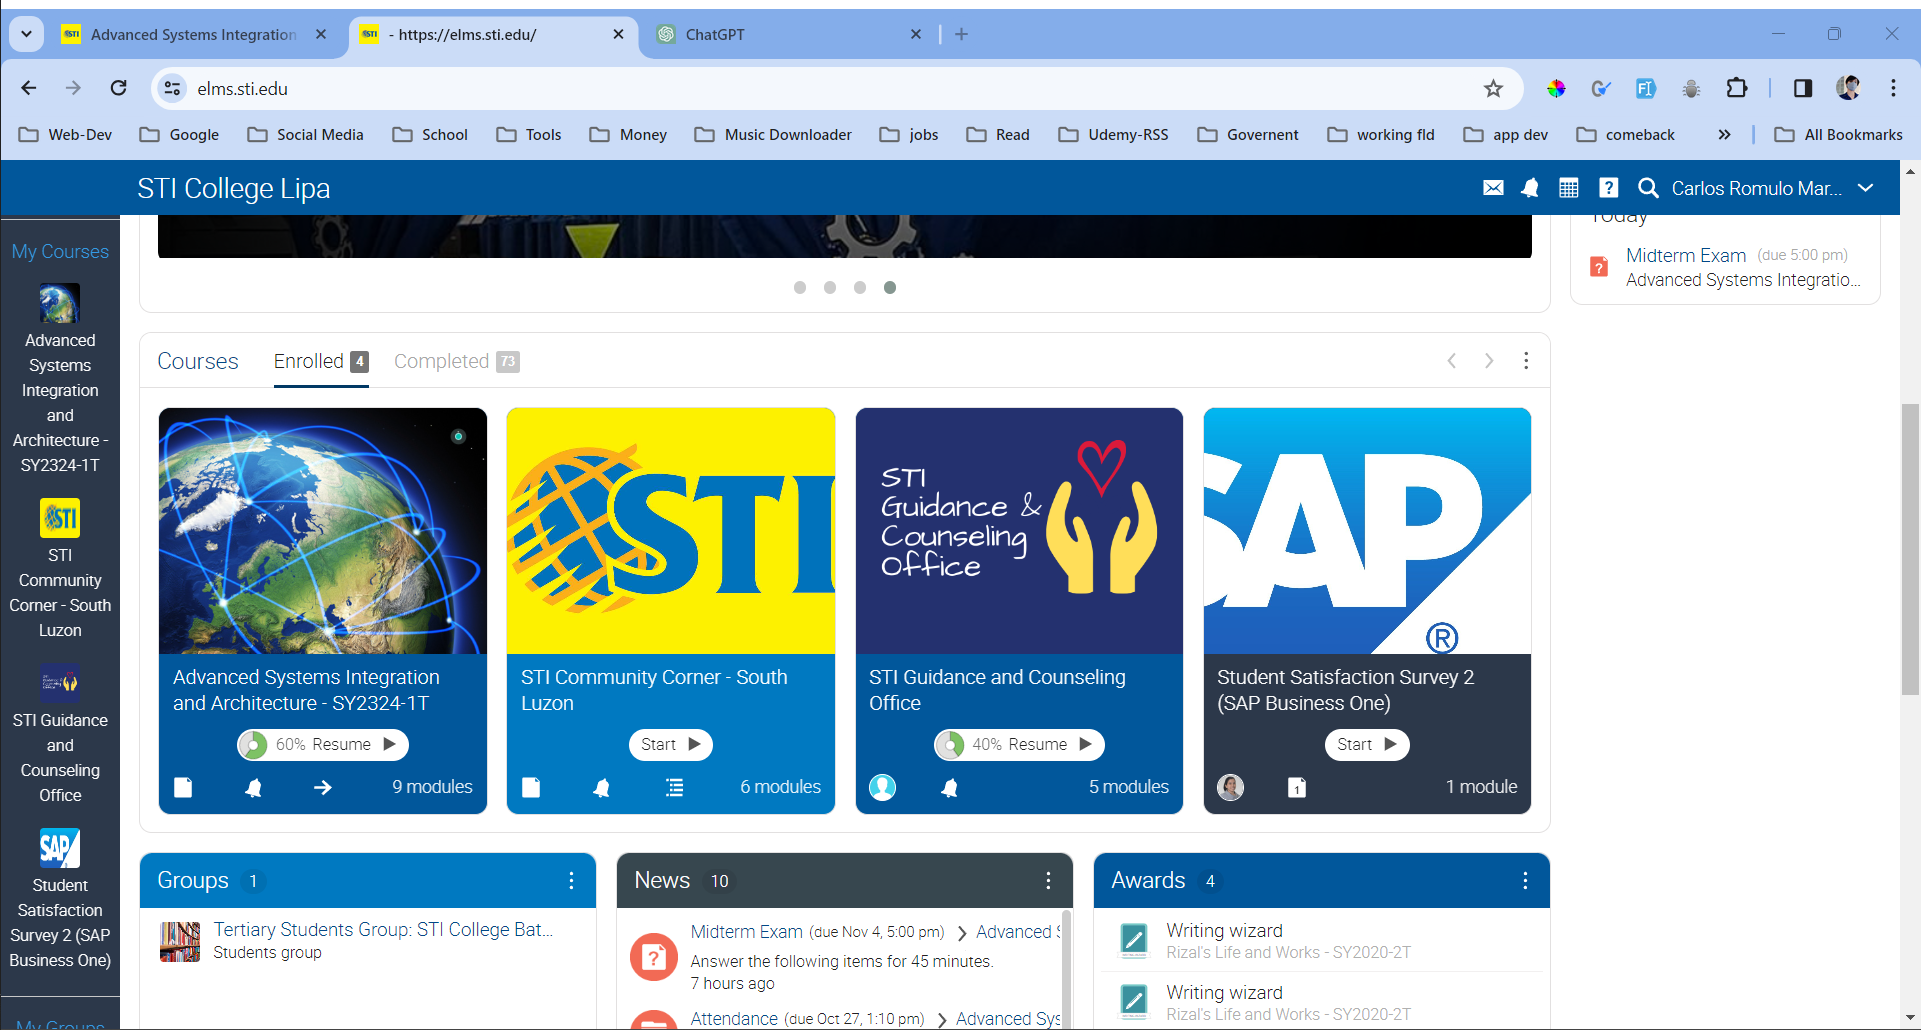 Advanced Systems Integration
- https://elms.sti.edu/
ChatGPT
elms.sti.edu
Web-Dev
Google
Social Media
School
Tools
Money
Music Downloader
jobs
Read
Udemy-RSS
Governent
working fld
app dev
comeback
»
All Bookmarks
STI College Lipa
Carlos Romulo Mar...
My Courses
Advanced
Systems
Integration
and
Architecture -
SY2324-1T
STI
STI
Community
Corner - South
Luzon
STI Guidance
and
Counseling
Office
SAP
Student
Satisfaction
Survey 2 (SAP
Business One)
My Groups
Today
Midterm Exam (due 5:00 pm)
Advanced Systems Integratio...
Courses
Enrolled 4
Completed 73
Advanced Systems Integration
and Architecture - SY2324-1T
60% Resume
9 modules
STI
STI Community Corner - South
Luzon
Start
6 modules
STI
Guidance &
Counseling
Office
STI Guidance and Counseling
Office
40% Resume
5 modules
SAP
®
Student Satisfaction Survey 2
(SAP Business One)
Start
1
1 module
Groups 1
Tertiary Students Group: STI College Bat...
Students group
News 10
Midterm Exam (due Nov 4, 5:00 pm) > Advanced S
Answer the following items for 45 minutes.
7 hours ago
Attendance (due Oct 27, 1:10 pm) > Advanced Sys
Awards 4
Writing wizard
Rizal's Life and Works - SY2020-2T
Writing wizard
Rizal's Life and Works - SY2020-2T